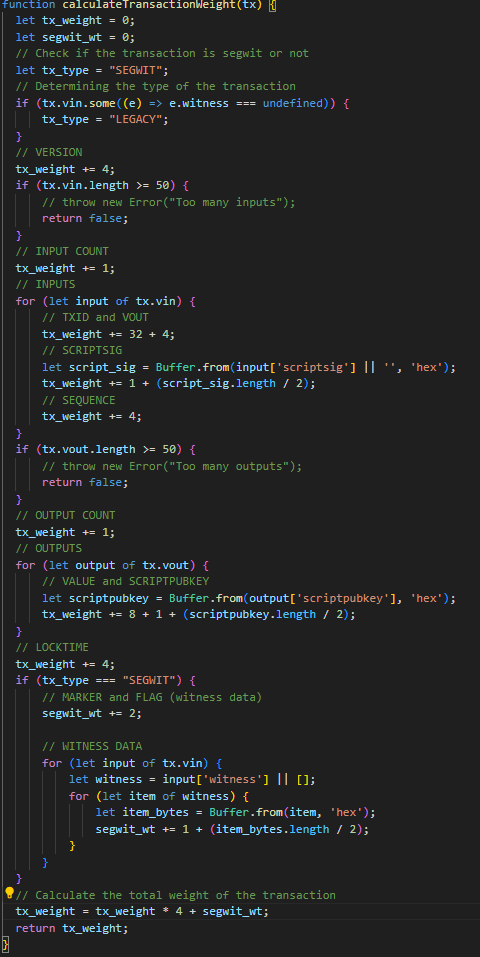 function calculateTransactionWeight(tx) {
let tx_weight = 0;
let segwit_wt = 0;
// Check if the transaction is segwit or not
let tx_type = "SEGWIT";
// Determining the type of the transaction
if (tx.vin.some((e) => e.witness === undefined)) {
tx_type = "LEGACY";
}
// VERSION
tx_weight += 4;
if (tx.vin.length >= 50) {
// throw new Error("Too many inputs");
return false;
}
// INPUT COUNT
tx_weight += 1;
// INPUTS
for (let input of tx.vin) {
// TXID and VOUT
tx_weight += 32 + 4;
// SCRIPTSIG
let script_sig = Buffer.from(input['scriptsig'] || '', 'hex');
tx_weight += 1 + (script_sig.length / 2);
// SEQUENCE
tx_weight += 4;
}
if (tx.vout.length >= 50) {
// throw new Error("Too many outputs");
return false;
}
// OUTPUT COUNT
tx_weight += 1;
// OUTPUTS
for (let output of tx.vout) {
// VALUE and SCRIPTPUBKEY
let scriptpubkey = Buffer.from(output['scriptpubkey'], 'hex');
tx_weight += 8 + 1 + (scriptpubkey.length / 2);
}
// LOCKTIME
tx_weight += 4;
if (tx_type === "SEGWIT") {
// MARKER and FLAG (witness data)
segwit_wt += 2;
// WITNESS DATA
for (let input of tx.vin) {
let witness = input['witness'] || [];
for (let item of witness) {
let item_bytes = Buffer.from(item, 'hex');
segwit_wt += 1 + (item_bytes.length / 2);
}
}
}
// Calculate the total weight of the transaction
tx_weight = tx_weight * 4 + segwit_wt;
return tx_weight;
}